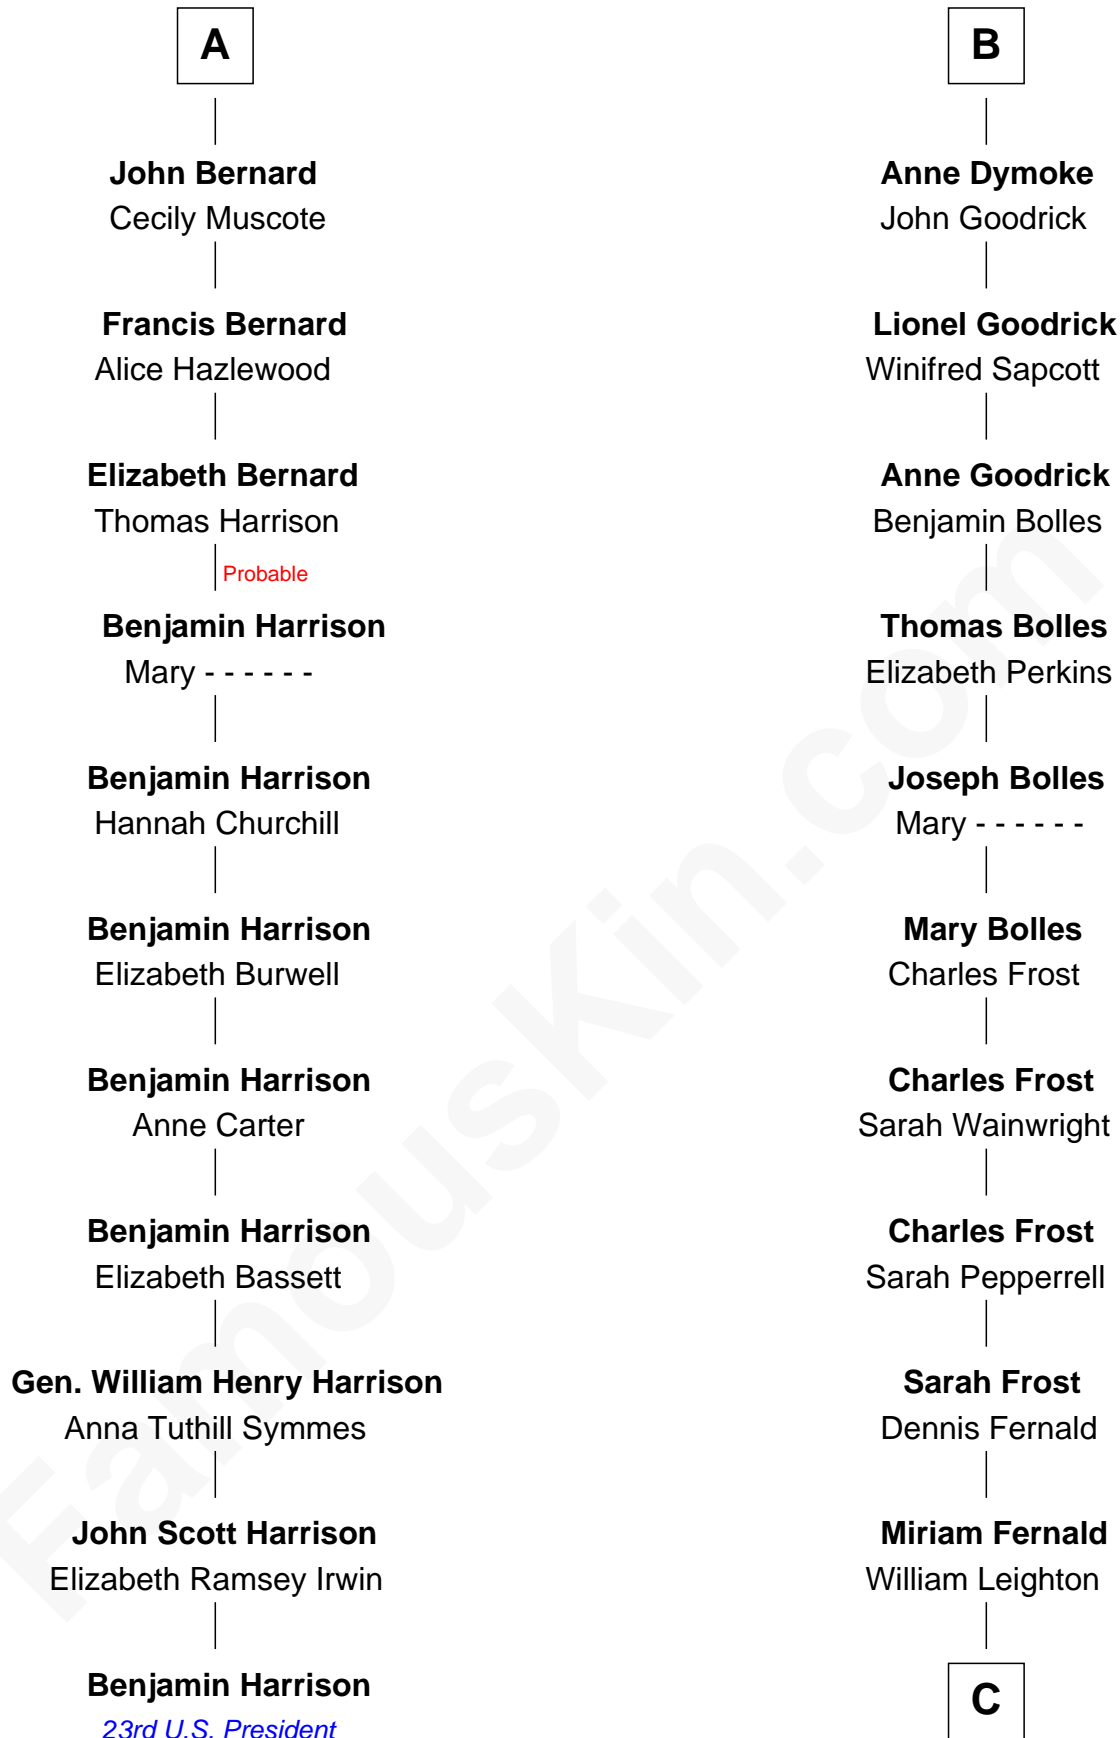 A
John Bernard
Cecily Muscote
Francis Bernard
Alice Hazlewood
Elizabeth Bernard
Thomas Harrison
Probable
Benjamin Harrison
Mary - - - - - -
Benjamin Harrison
Hannah Churchill
Benjamin Harrison
Elizabeth Burwell
Benjamin Harrison
Anne Carter
Benjamin Harrison
Elizabeth Bassett
Gen. William Henry Harrison
Anna Tuthill Symmes
John Scott Harrison
Elizabeth Ramsey Irwin
Benjamin Harrison
23rd U.S. President
B
Anne Dymoke
John Goodrick
Lionel Goodrick
Winifred Sapcott
Anne Goodrick
Benjamin Bolles
Thomas Bolles
Elizabeth Perkins
Joseph Bolles
Mary - - - - - -
Mary Bolles
Charles Frost
Charles Frost
Sarah Wainwright
Charles Frost
Sarah Pepperrell
Sarah Frost
Dennis Fernald
Miriam Fernald
William Leighton
C
FamousKin.com